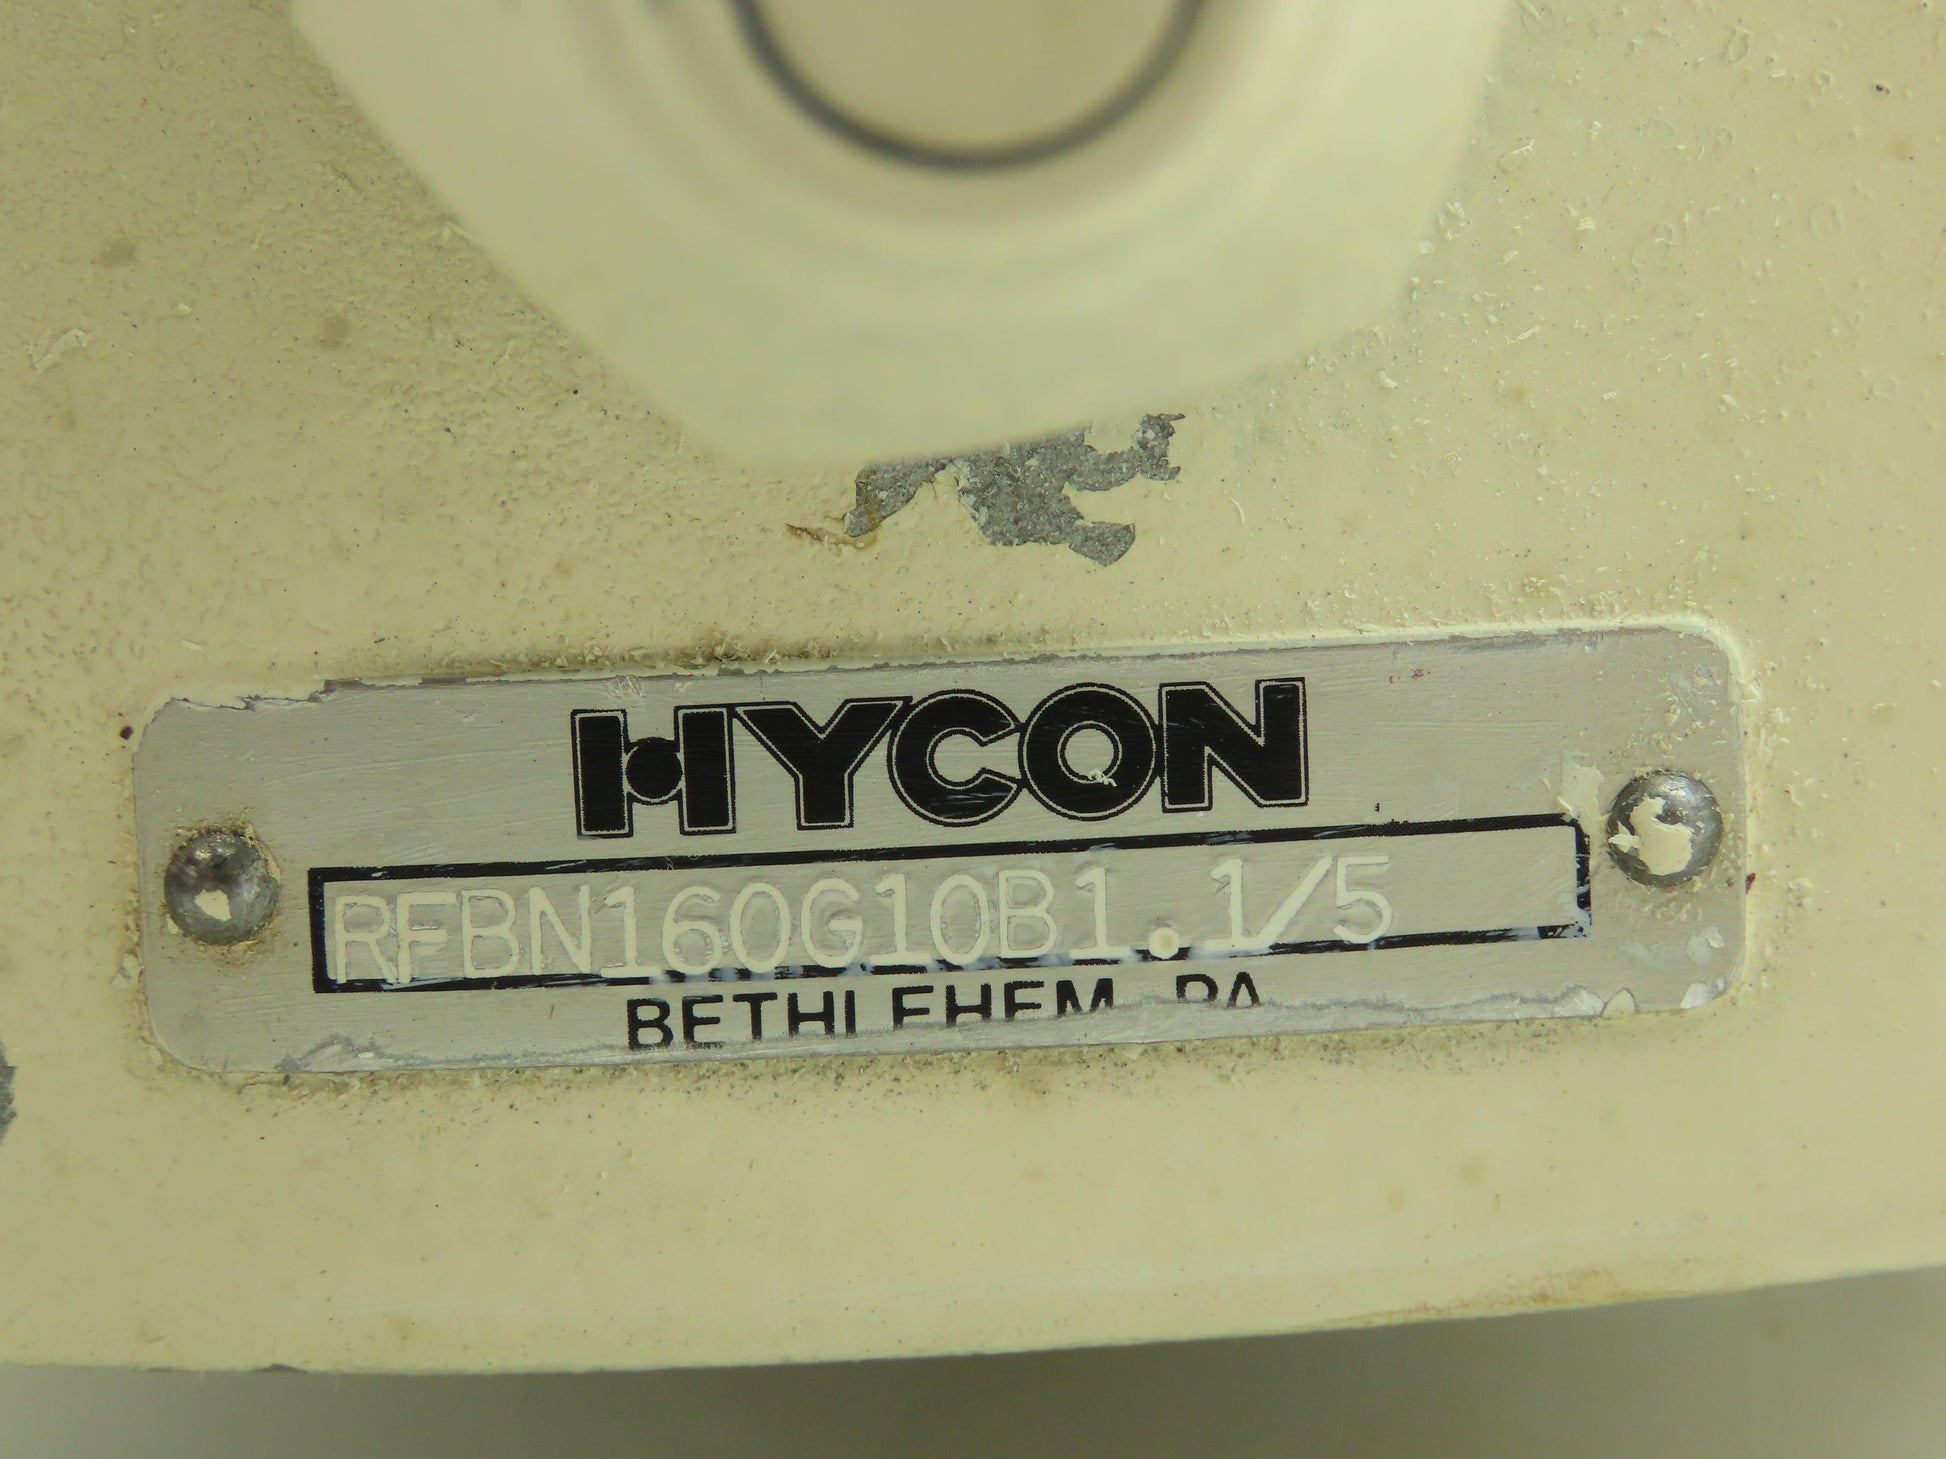 HYCON
RFBN160G10B1.1/5
BETHLEHEM, PA